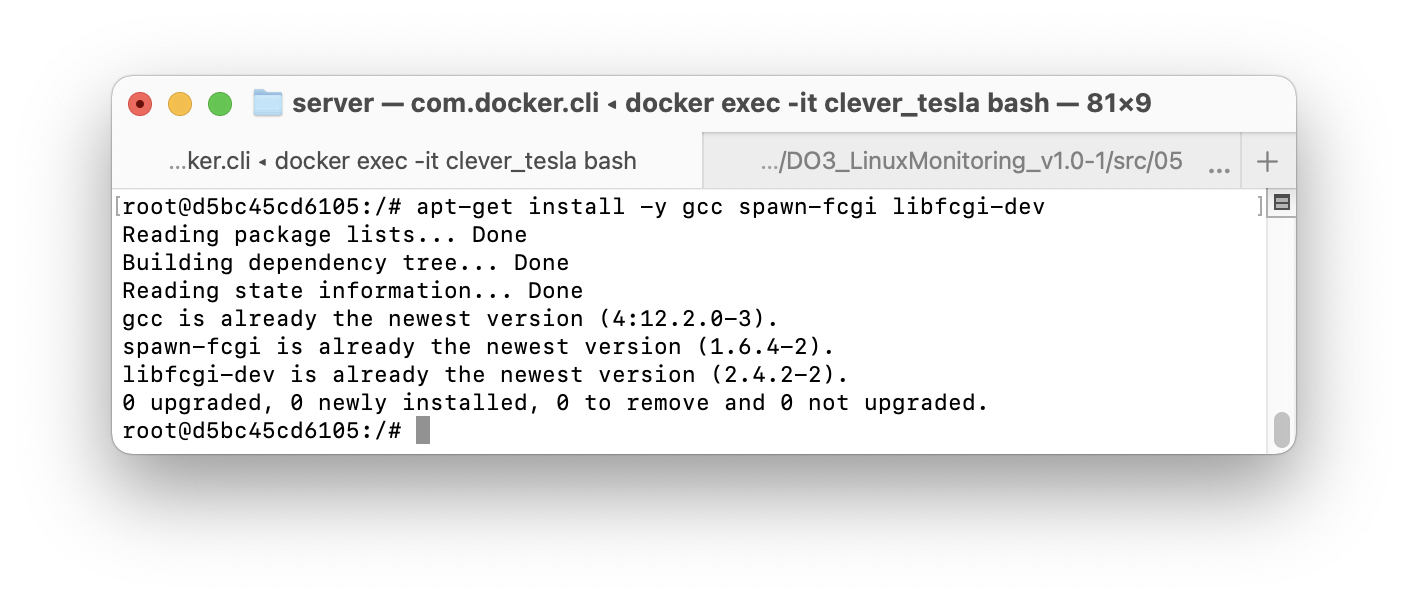 server — com.docker.cli ◂ docker exec -it clever_tesla bash — 81×9
...ker.cli ◂ docker exec -it clever_tesla bash
.../DO3_LinuxMonitoring_v1.0-1/src/05 ...
[root@d5bc45cd6105:/# apt-get install -y gcc spawn-fcgi libfcgi-dev ]
Reading package lists... Done
Building dependency tree... Done
Reading state information... Done
gcc is already the newest version (4:12.2.0-3).
spawn-fcgi is already the newest version (1.6.4-2).
libfcgi-dev is already the newest version (2.4.2-2).
0 upgraded, 0 newly installed, 0 to remove and 0 not upgraded.
root@d5bc45cd6105:/#